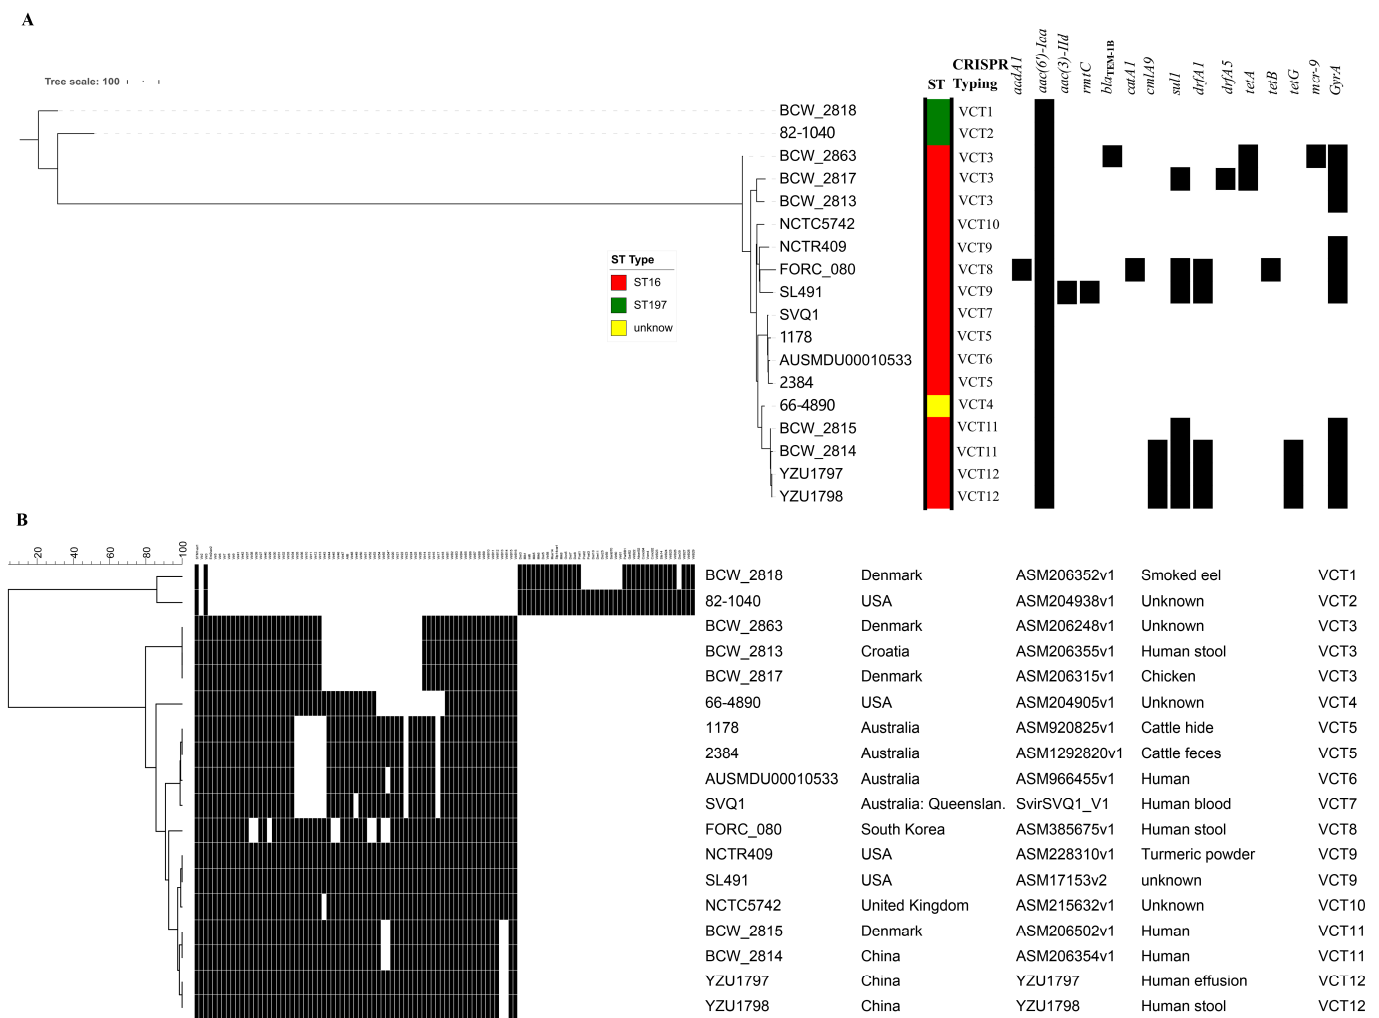 A
Tree scale: 100
CRISPR
ST Typing
aadA1 aac(6')-Ica aac(3)-IId rmtC blaTEM-1B catA1 cmlA9 sul1 drfA1 drfA5 tetA tetB tetG mcr-9 GyrA
BCW_2818 VCT1
82-1040 VCT2
BCW_2863 VCT3
BCW_2817 VCT3
BCW_2813 VCT3
NCTC5742 VCT10
NCTR409 VCT9
FORC_080 VCT8
SL491 VCT9
SVQ1 VCT7
1178 VCT5
AUSMDU00010533 VCT6
2384 VCT5
66-4890 VCT4
BCW_2815 VCT11
BCW_2814 VCT11
YZU1797 VCT12
YZU1798 VCT12
ST Type
ST16
ST197
unknow
B
20 40 60 80 100
BCW_2818 Denmark ASM206352v1 Smoked eel VCT1
82-1040 USA ASM204938v1 Unknown VCT2
BCW_2863 Denmark ASM206248v1 Unknown VCT3
BCW_2813 Croatia ASM206355v1 Human stool VCT3
BCW_2817 Denmark ASM206315v1 Chicken VCT3
66-4890 USA ASM204905v1 Unknown VCT4
1178 Australia ASM920825v1 Cattle hide VCT5
2384 Australia ASM1292820v1 Cattle feces VCT5
AUSMDU00010533 Australia ASM966455v1 Human VCT6
SVQ1 Australia: Queenslan. SvirSVQ1_V1 Human blood VCT7
FORC_080 South Korea ASM385675v1 Human stool VCT8
NCTR409 USA ASM228310v1 Turmeric powder VCT9
SL491 USA ASM17153v2 unknown VCT9
NCTC5742 United Kingdom ASM215632v1 Unknown VCT10
BCW_2815 Denmark ASM206502v1 Human VCT11
BCW_2814 China ASM206354v1 Human VCT11
YZU1797 China YZU1797 Human effusion VCT12
YZU1798 China YZU1798 Human stool VCT12